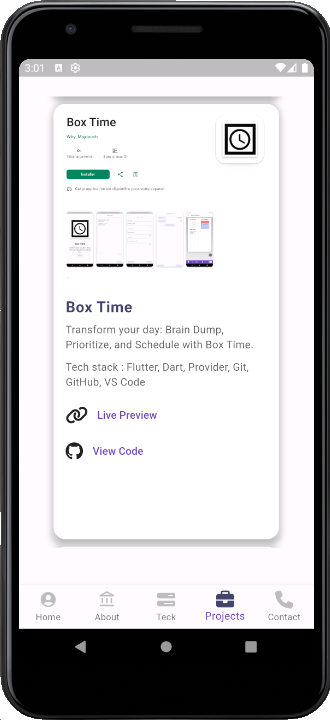 3:01
Box Time
Installer
Box Time
Transform your day: Brain Dump,
Prioritize, and Schedule with Box Time.
Tech stack : Flutter, Dart, Provider, Git,
GitHub, VS Code
Live Preview
View Code
Home About Teck Projects Contact